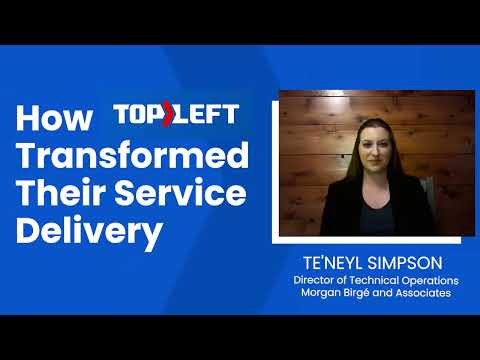 How TOP LEFT
Transformed
Their Service
Delivery
TE'NEYL SIMPSON
Director of Technical Operations
Morgan Birgé and Associates